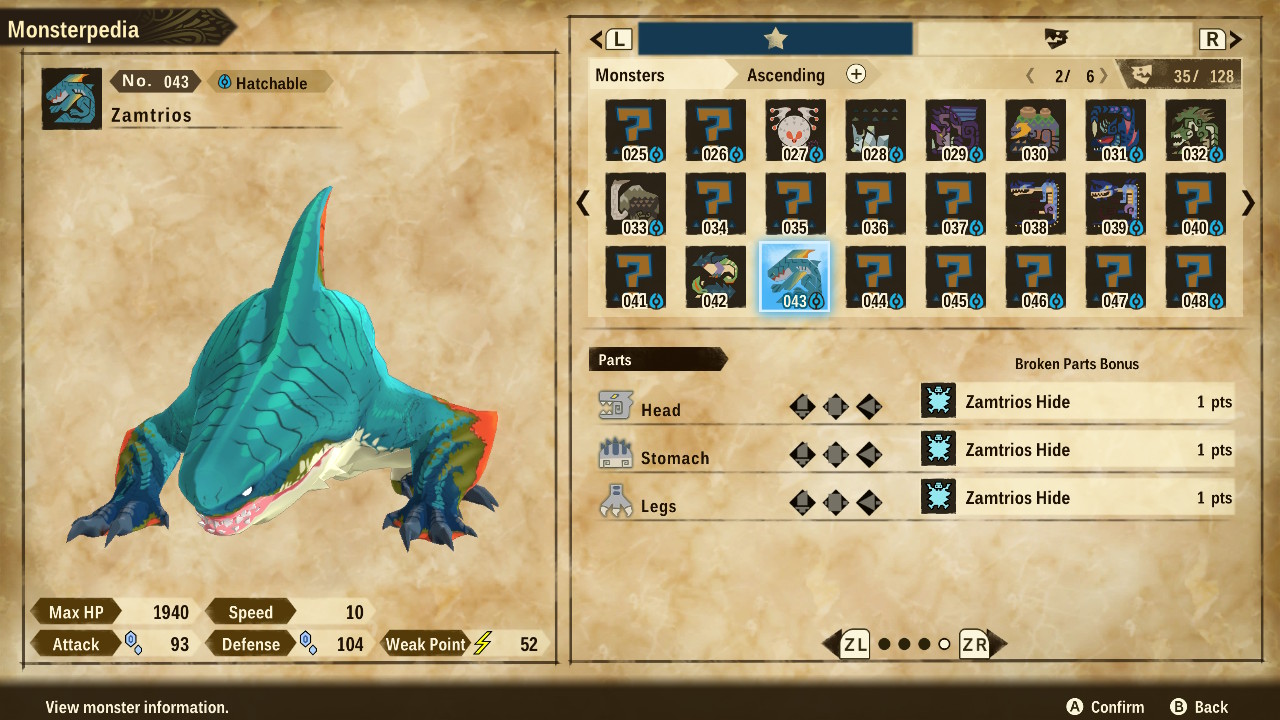 Monsterpedia
No. 043
Hatchable
Zamtrios
Max HP 1940 Speed 10
Attack 93 Defense 104 Weak Point 52
L
R
Monsters Ascending + 2/ 6 35/ 128
025 026 027 028 029 030 031 032
033 034 035 036 037 038 039 040
041 042 043 044 045 046 047 048
Parts
Broken Parts Bonus
Head Zamtrios Hide 1 pts
Stomach Zamtrios Hide 1 pts
Legs Zamtrios Hide 1 pts
ZL ZR
View monster information.
A Confirm B Back